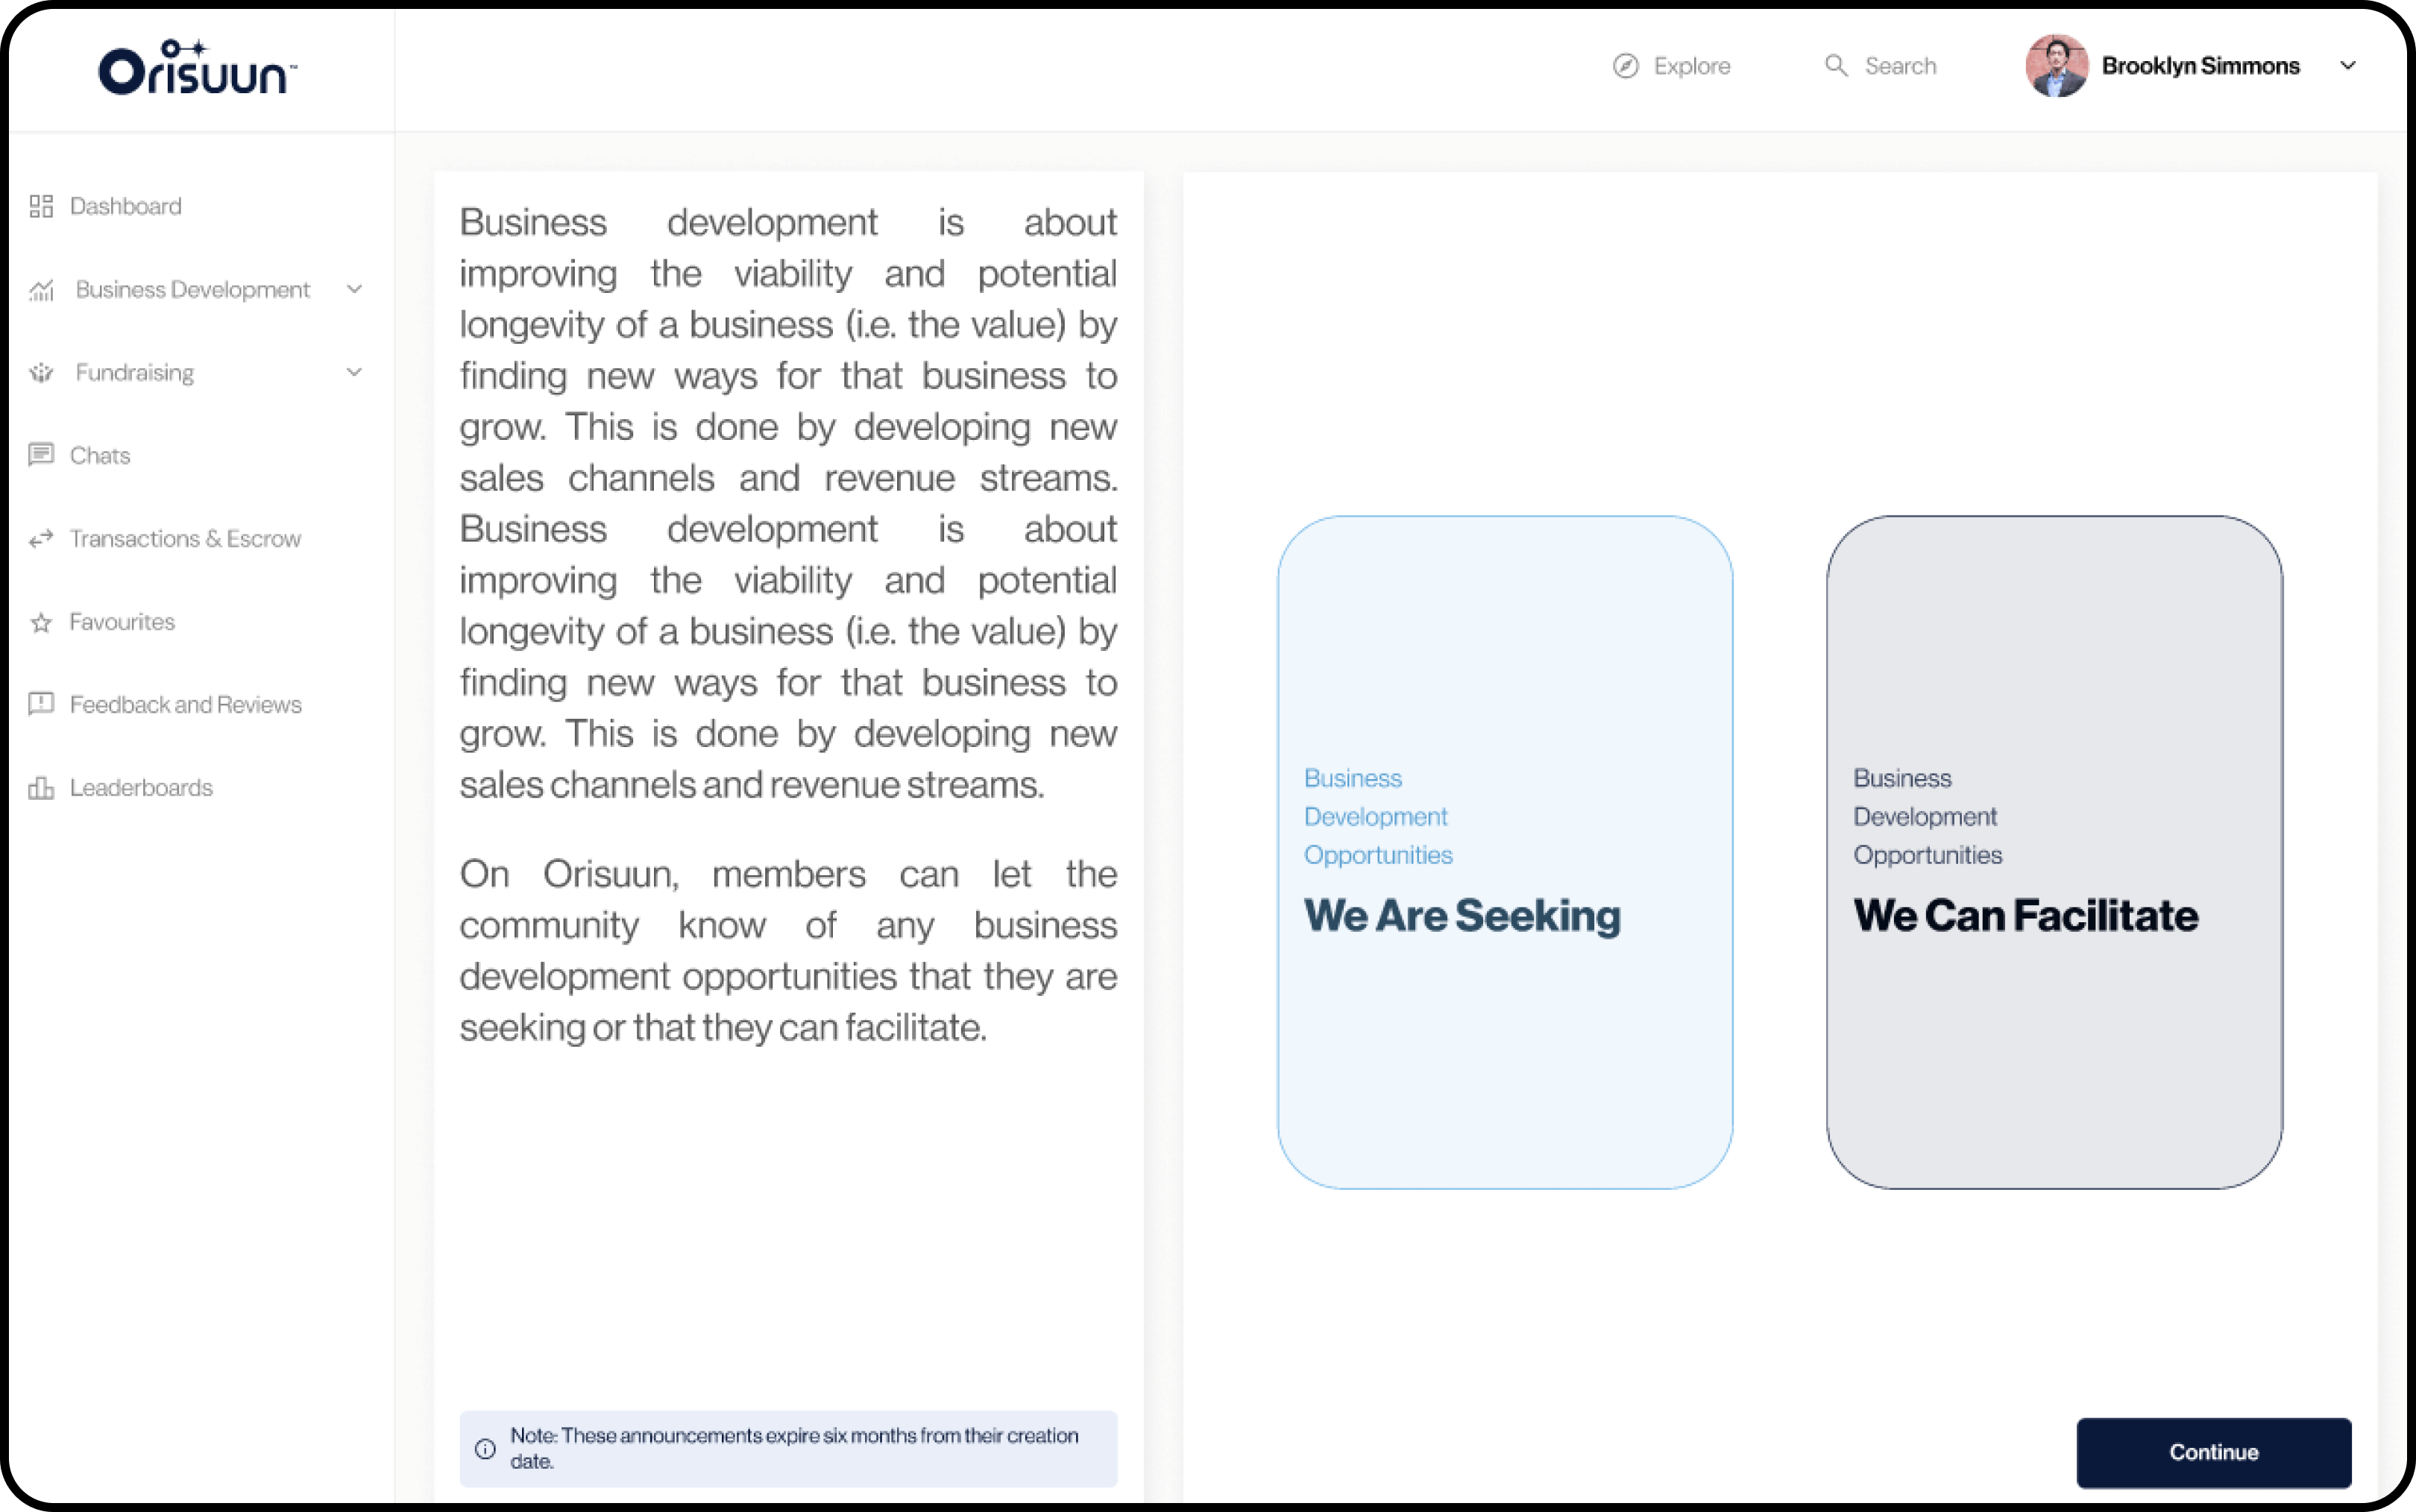 Orisuun™
Explore
Search
Brooklyn Simmons
Dashboard
Business Development
Fundraising
Chats
Transactions & Escrow
Favourites
Feedback and Reviews
Leaderboards
Business development is about
improving the viability and potential
longevity of a business (i.e. the value) by
finding new ways for that business to
grow. This is done by developing new
sales channels and revenue streams.
Business development is about
improving the viability and potential
longevity of a business (i.e. the value) by
finding new ways for that business to
grow. This is done by developing new
sales channels and revenue streams.
On Orisuun, members can let the
community know of any business
development opportunities that they are
seeking or that they can facilitate.
Note: These announcements expire six months from their creation
date.
Business
Development
Opportunities
We Are Seeking
Business
Development
Opportunities
We Can Facilitate
Continue